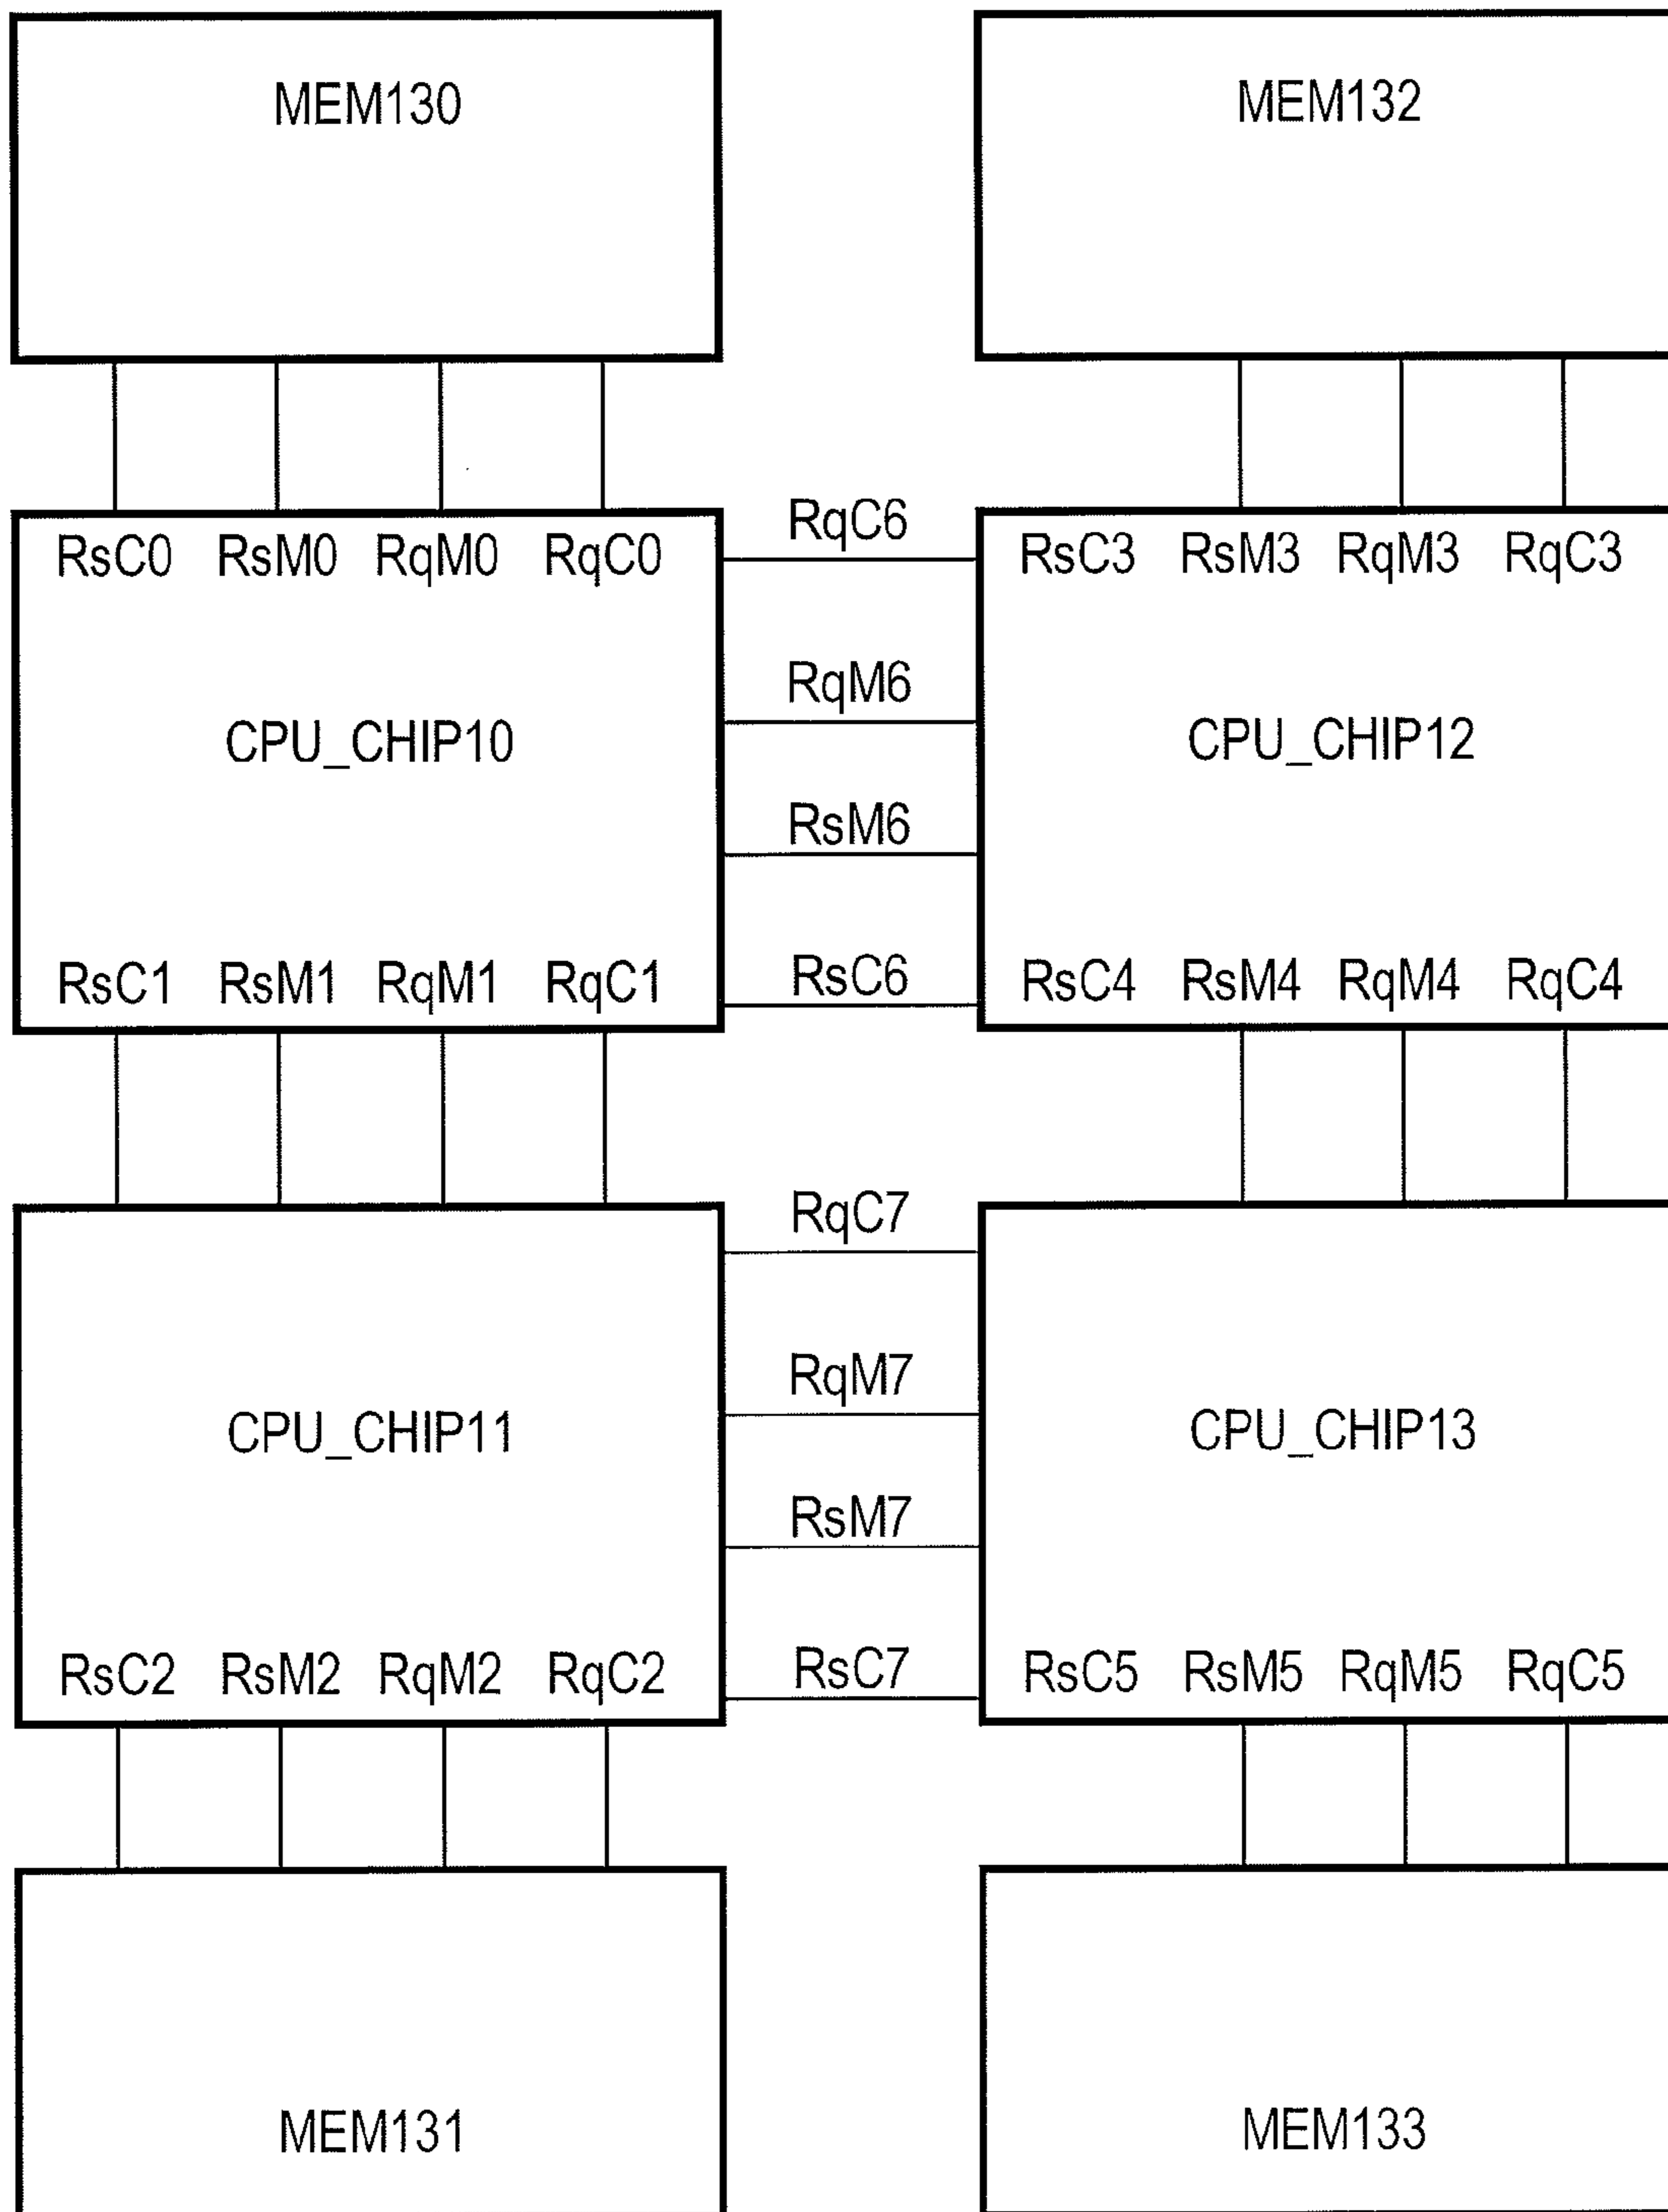 MEM130 MEM132
RqC6
RsC0 RsM0 RqM0 RqC0 RsC3 RsM3 RqM3 RqC3
RqM6
CPU_CHIP10 CPU_CHIP12
RsM6
RsC1 RsM1 RqM1 RqC1 RsC6 RsC4 RsM4 RqM4 RqC4
RqC7
RqM7
CPU_CHIP11 CPU_CHIP13
RsM7
RsC2 RsM2 RqM2 RqC2 RsC7 RsC5 RsM5 RqM5 RqC5
MEM131 MEM133